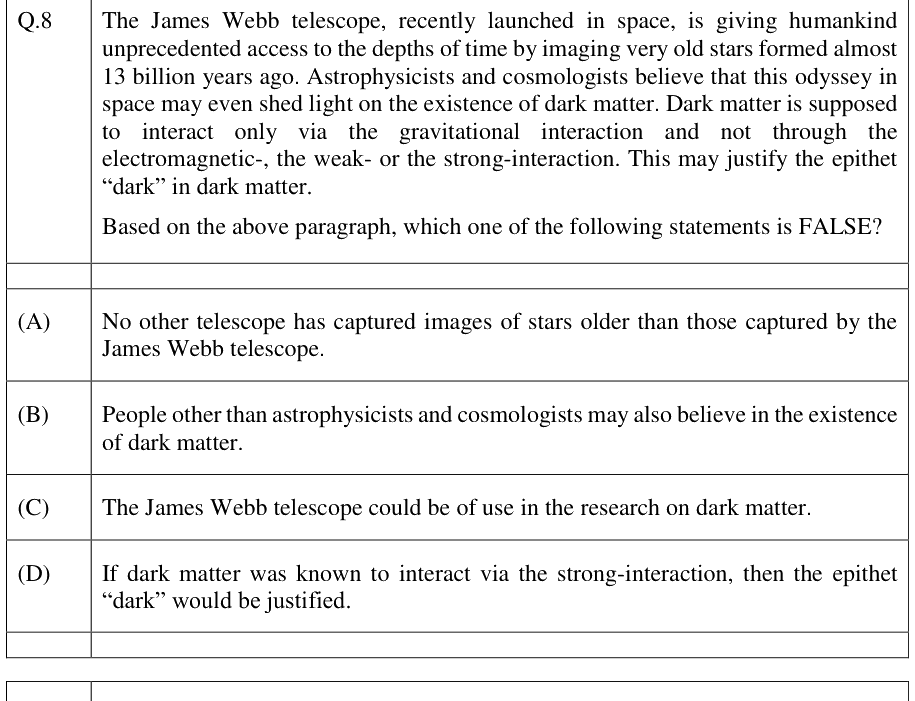 Q.8
The James Webb telescope, recently launched in space, is giving humankind
unprecedented access to the depths of time by imaging very old stars formed almost
13 billion years ago. Astrophysicists and cosmologists believe that this odyssey in
space may even shed light on the existence of dark matter. Dark matter is supposed
to interact only via the gravitational interaction and not through the
electromagnetic-, the weak- or the strong-interaction. This may justify the epithet
“dark” in dark matter.
Based on the above paragraph, which one of the following statements is FALSE?
(A)
No other telescope has captured images of stars older than those captured by the
James Webb telescope.
(B)
People other than astrophysicists and cosmologists may also believe in the existence
of dark matter.
(C)
The James Webb telescope could be of use in the research on dark matter.
(D)
If dark matter was known to interact via the strong-interaction, then the epithet
“dark” would be justified.